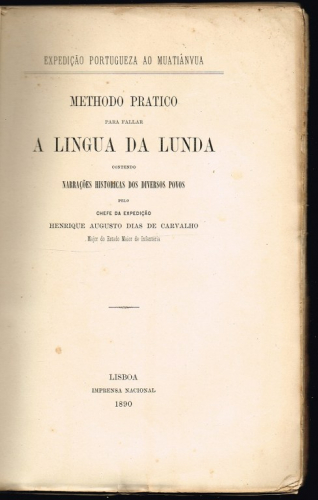 EXPEDIÇÃO PORTUGUEZA AO MUATIÂNVUA
METHODO PRATICO
PARA FALLAR
A LINGUA DA LUNDA
CONTENDO
NARRAÇÕES HISTORICAS DOS DIVERSOS POVOS
PELO
CHEFE DA EXPEDIÇÃO
HENRIQUE AUGUSTO DIAS DE CARVALHO
Major do Estado Maior de Infanteria
LISBOA
IMPRENSA NACIONAL
1890